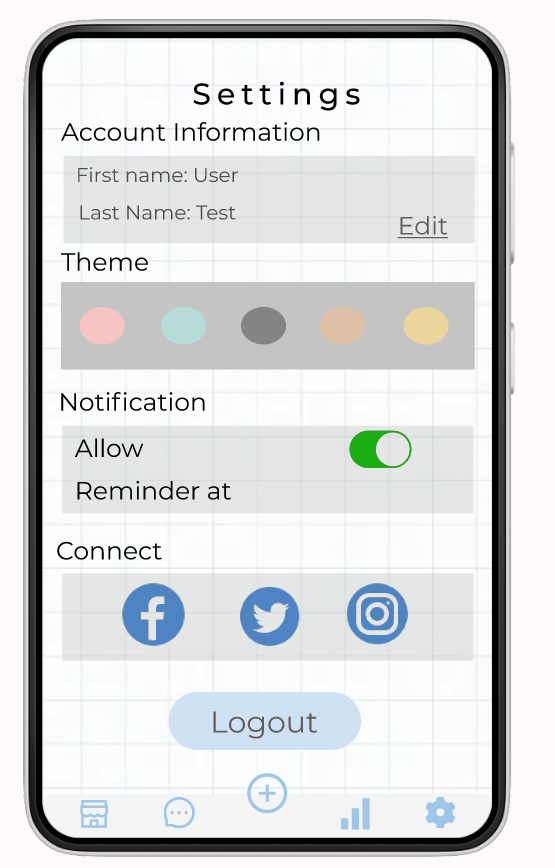 Settings
Account Information
First name: User
Last Name: Test
Edit
Theme
Notification
Allow
Reminder at
Connect
Logout